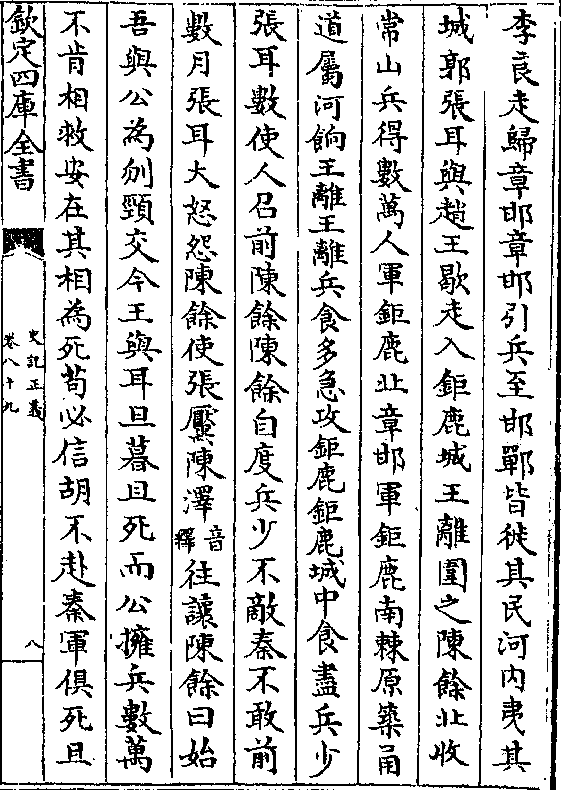 李良走歸章邯章邯引兵至邯鄲皆徙其民河内夷其
城郭張耳與趙王歇走入鉅鹿城王離圍之陳餘北收
常山兵得數萬人軍鉅鹿北章邯軍鉅鹿南棘原築甬
道屬河餉王離王離兵食多急攻鉅鹿鉅鹿城中食盡兵少
張耳數使人召前陳餘陳餘自度兵少不敵秦不敢前
數月張耳大怒怨陳餘使張黶陳澤音釋往讓陳餘曰始
吾與公為刎頸交今王與耳旦暮且死而公擁兵數萬
不肯相救安在其相為死苟必信胡不赴秦軍俱死且
欽定四庫全書
史記正義
卷八十九
八